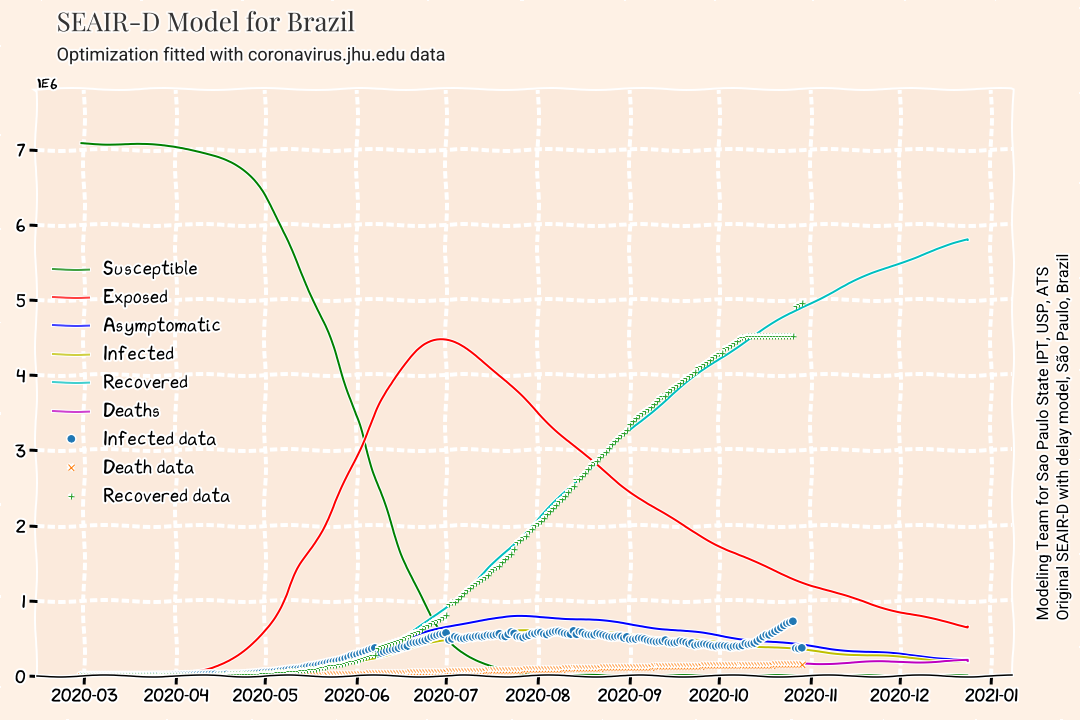 SEAIR-D Model for Brazil
Optimization fitted with coronavirus.jhu.edu data
1E6
7
6
5
4
3
2
1
0
Susceptible
Exposed
Asymptomatic
Infected
Recovered
Deaths
Infected data
Death data
Recovered data
2020-03 2020-04 2020-05 2020-06 2020-07 2020-08 2020-09 2020-10 2020-11 2020-12 2021-01
Modeling Team for Sao Paulo State IPT, USP, ATS
Original SEAIR-D with delay model, São Paulo, Brazil